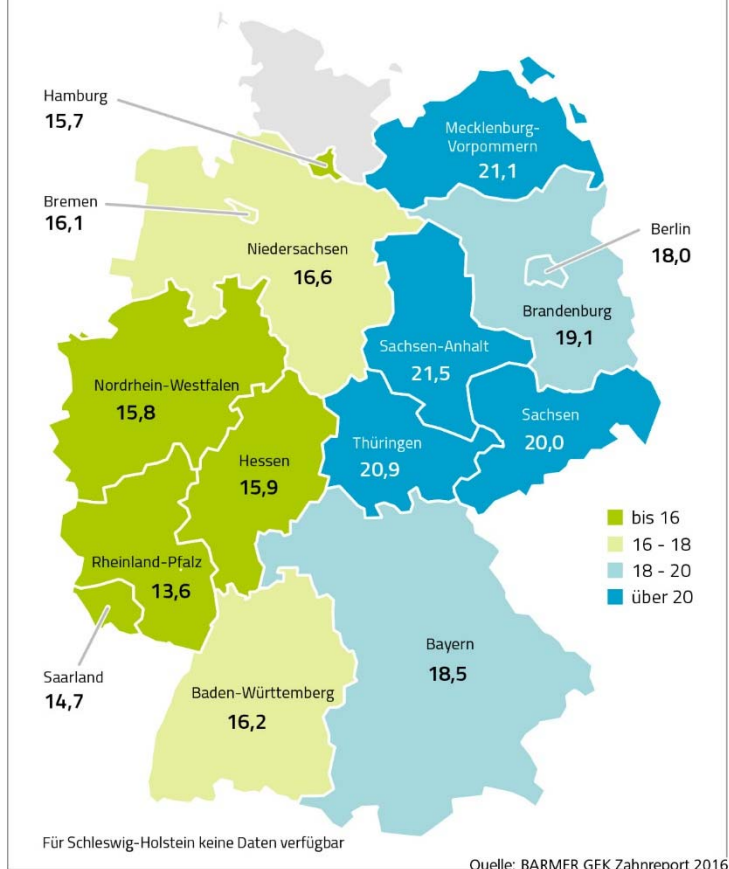 Hamburg
15,7
Mecklenburg-
Vorpommern
21,1
Bremen
16,1
Berlin
18,0
Niedersachsen
16,6
Brandenburg
19,1
Sachsen-Anhalt
21,5
Nordrhein-Westfalen
15,8
Sachsen
20,0
Thüringen
20,9
Hessen
15,9
bis 16
16 - 18
18 - 20
über 20
Rheinland-Pfalz
13,6
Bayern
18,5
Saarland
14,7
Baden-Württemberg
16,2
Für Schleswig-Holstein keine Daten verfügbar
Quelle: BARMER GEK Zahnreport 2016